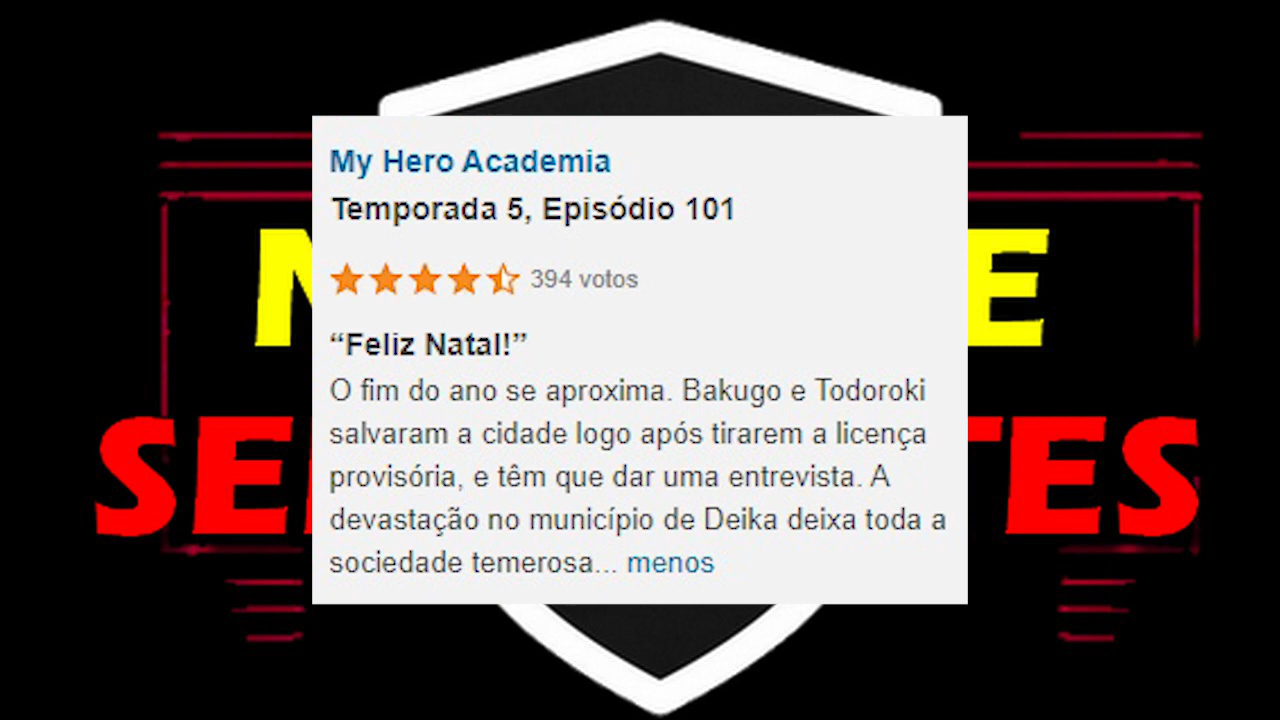 My Hero Academia
Temporada 5, Episódio 101
394 votos
“Feliz Natal!”
O fim do ano se aproxima. Bakugo e Todoroki
salvaram a cidade logo após tirarem a licença
provisória, e têm que dar uma entrevista. A
devastação no município de Deika deixa toda a
sociedade temerosa... menos